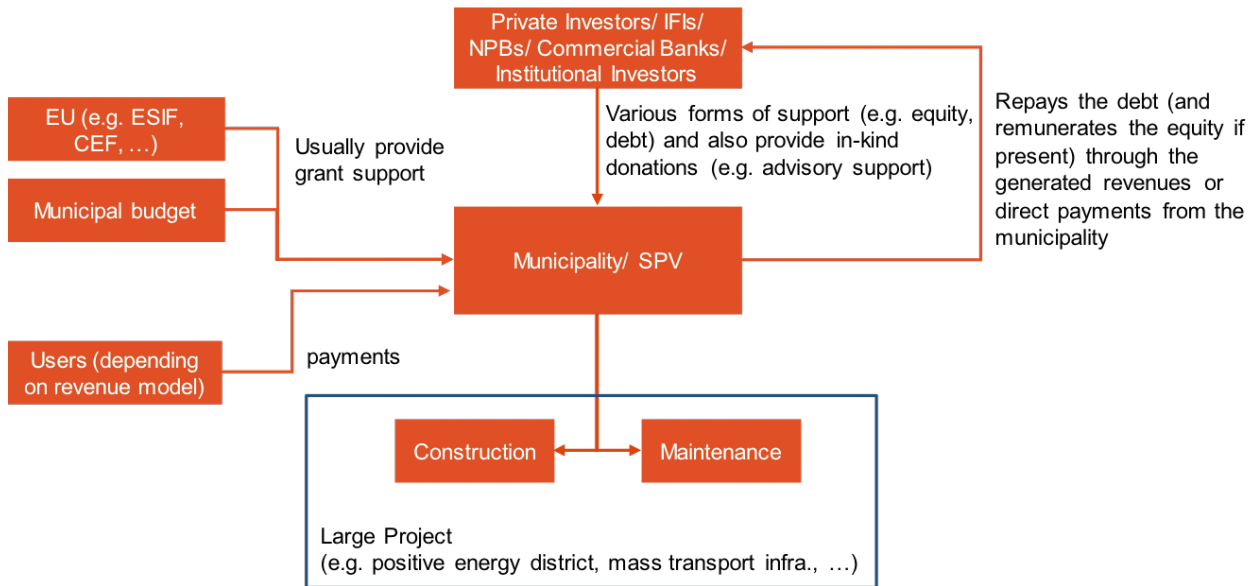 Private Investors/ IFIs/
NPBs/ Commercial Banks/
Institutional Investors
EU (e.g. ESIF,
CEF, …)
Usually provide
grant support
Various forms of support (e.g. equity,
debt) and also provide in-kind
donations (e.g. advisory support)
Repays the debt (and
remunerates the equity if
present) through the
generated revenues or
direct payments from the
municipality
Municipal budget
Municipality/ SPV
Users (depending
on revenue model)
payments
Construction
Maintenance
Large Project
(e.g. positive energy district, mass transport infra., …)